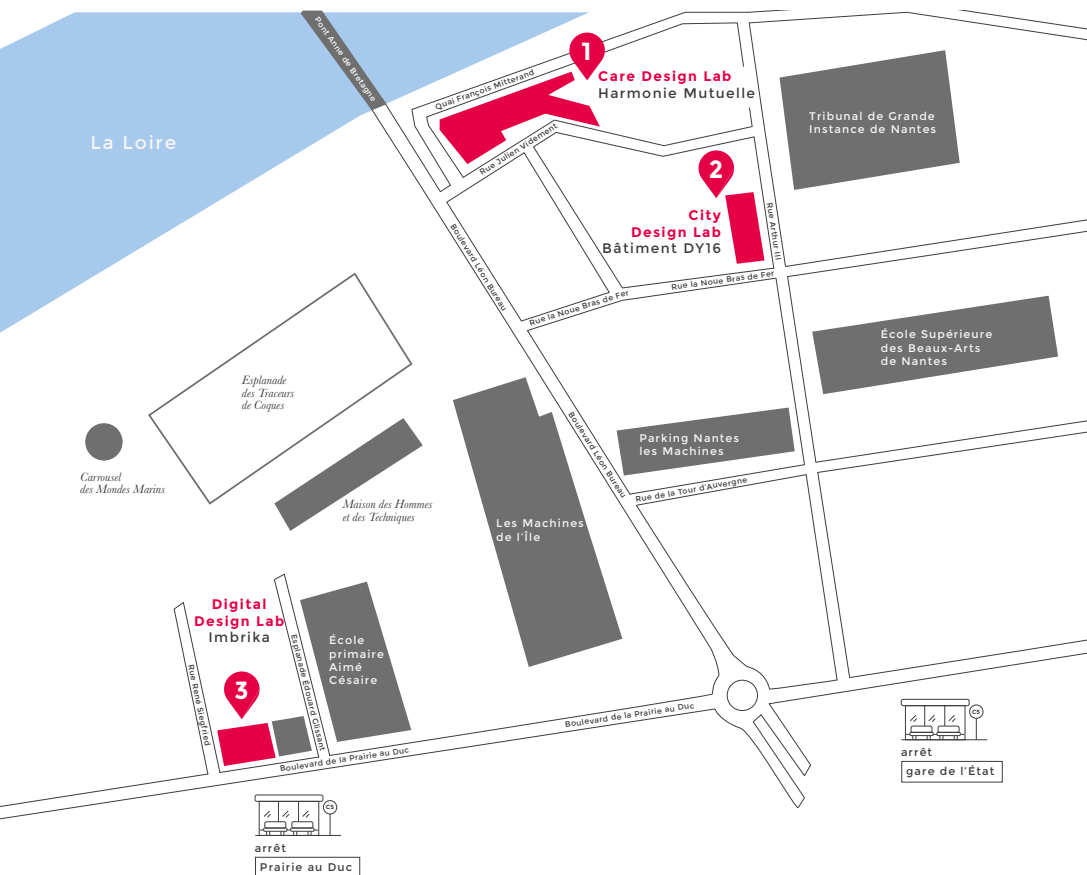 Pont Anne de Bretagne
1
Quai François Mitterand
Care Design Lab
Harmonie Mutuelle
Tribunal de Grande
Instance de Nantes
La Loire
Rue Julien Videment
2
City
Design Lab
Bâtiment DY16
Rue Arthur III
Boulevard Léon Bureau
Rue la Noue Bras de Fer
Rue la Noue Bras de Fer
École Supérieure
des Beaux-Arts
de Nantes
Esplanade
des Traceurs
de Coques
Boulevard Léon Bureau
Parking Nantes
les Machines
Carrousel
des Mondes Marins
Rue de la Tour d'Auvergne
Maison des Hommes
et des Techniques
Les Machines
de l'Île
Digital
Design Lab
Imbrika
École
primaire
Aimé
Césaire
Rue René Siegfried
3
Esplanade Édouard Glissant
Boulevard de la Prairie au Duc
Boulevard de la Prairie au Duc
C5
arrêt
gare de l'État
C5
arrêt
Prairie au Duc